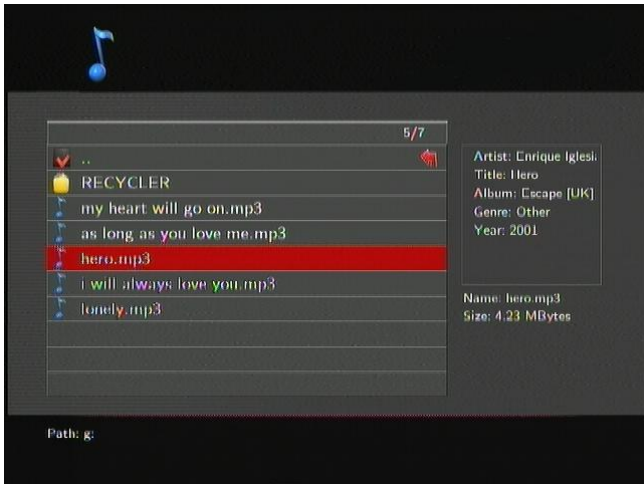 5/7
..
RECYCLER
my heart will go on.mp3
as long as you love me.mp3
hero.mp3
i will always love you.mp3
lonely.mp3
Artist: Enrique Iglesi
Title: Hero
Album: Escape [UK]
Genre: Other
Year: 2001
Name: hero.mp3
Size: 4.23 MBytes
Path: g: